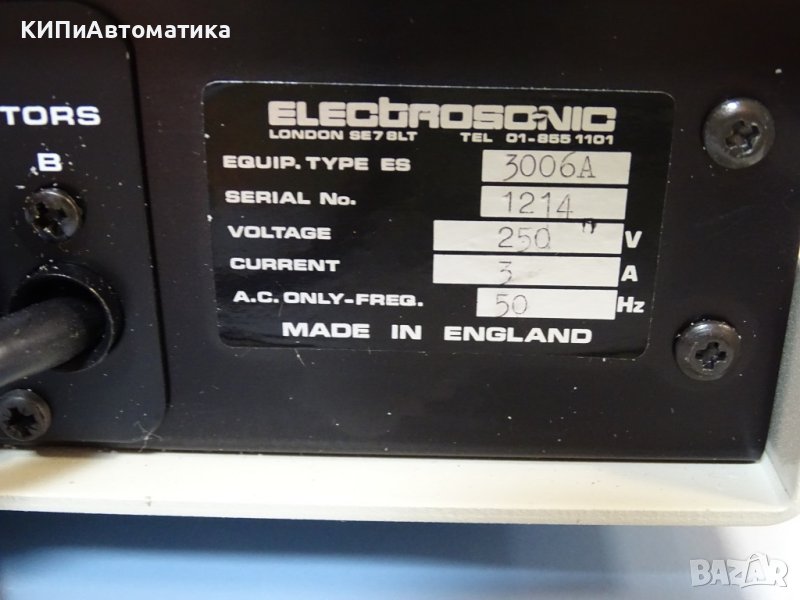 КИПиАвтоматика
TORS
B
ELECTROSONIC
LONDON SE7 8LT TEL 01-855 1101
EQUIP. TYPE ES 3006A
SERIAL No. 1214
VOLTAGE 250 V
CURRENT 3 A
A.C. ONLY-FREQ. 50 Hz
MADE IN ENGLAND
BAZAR